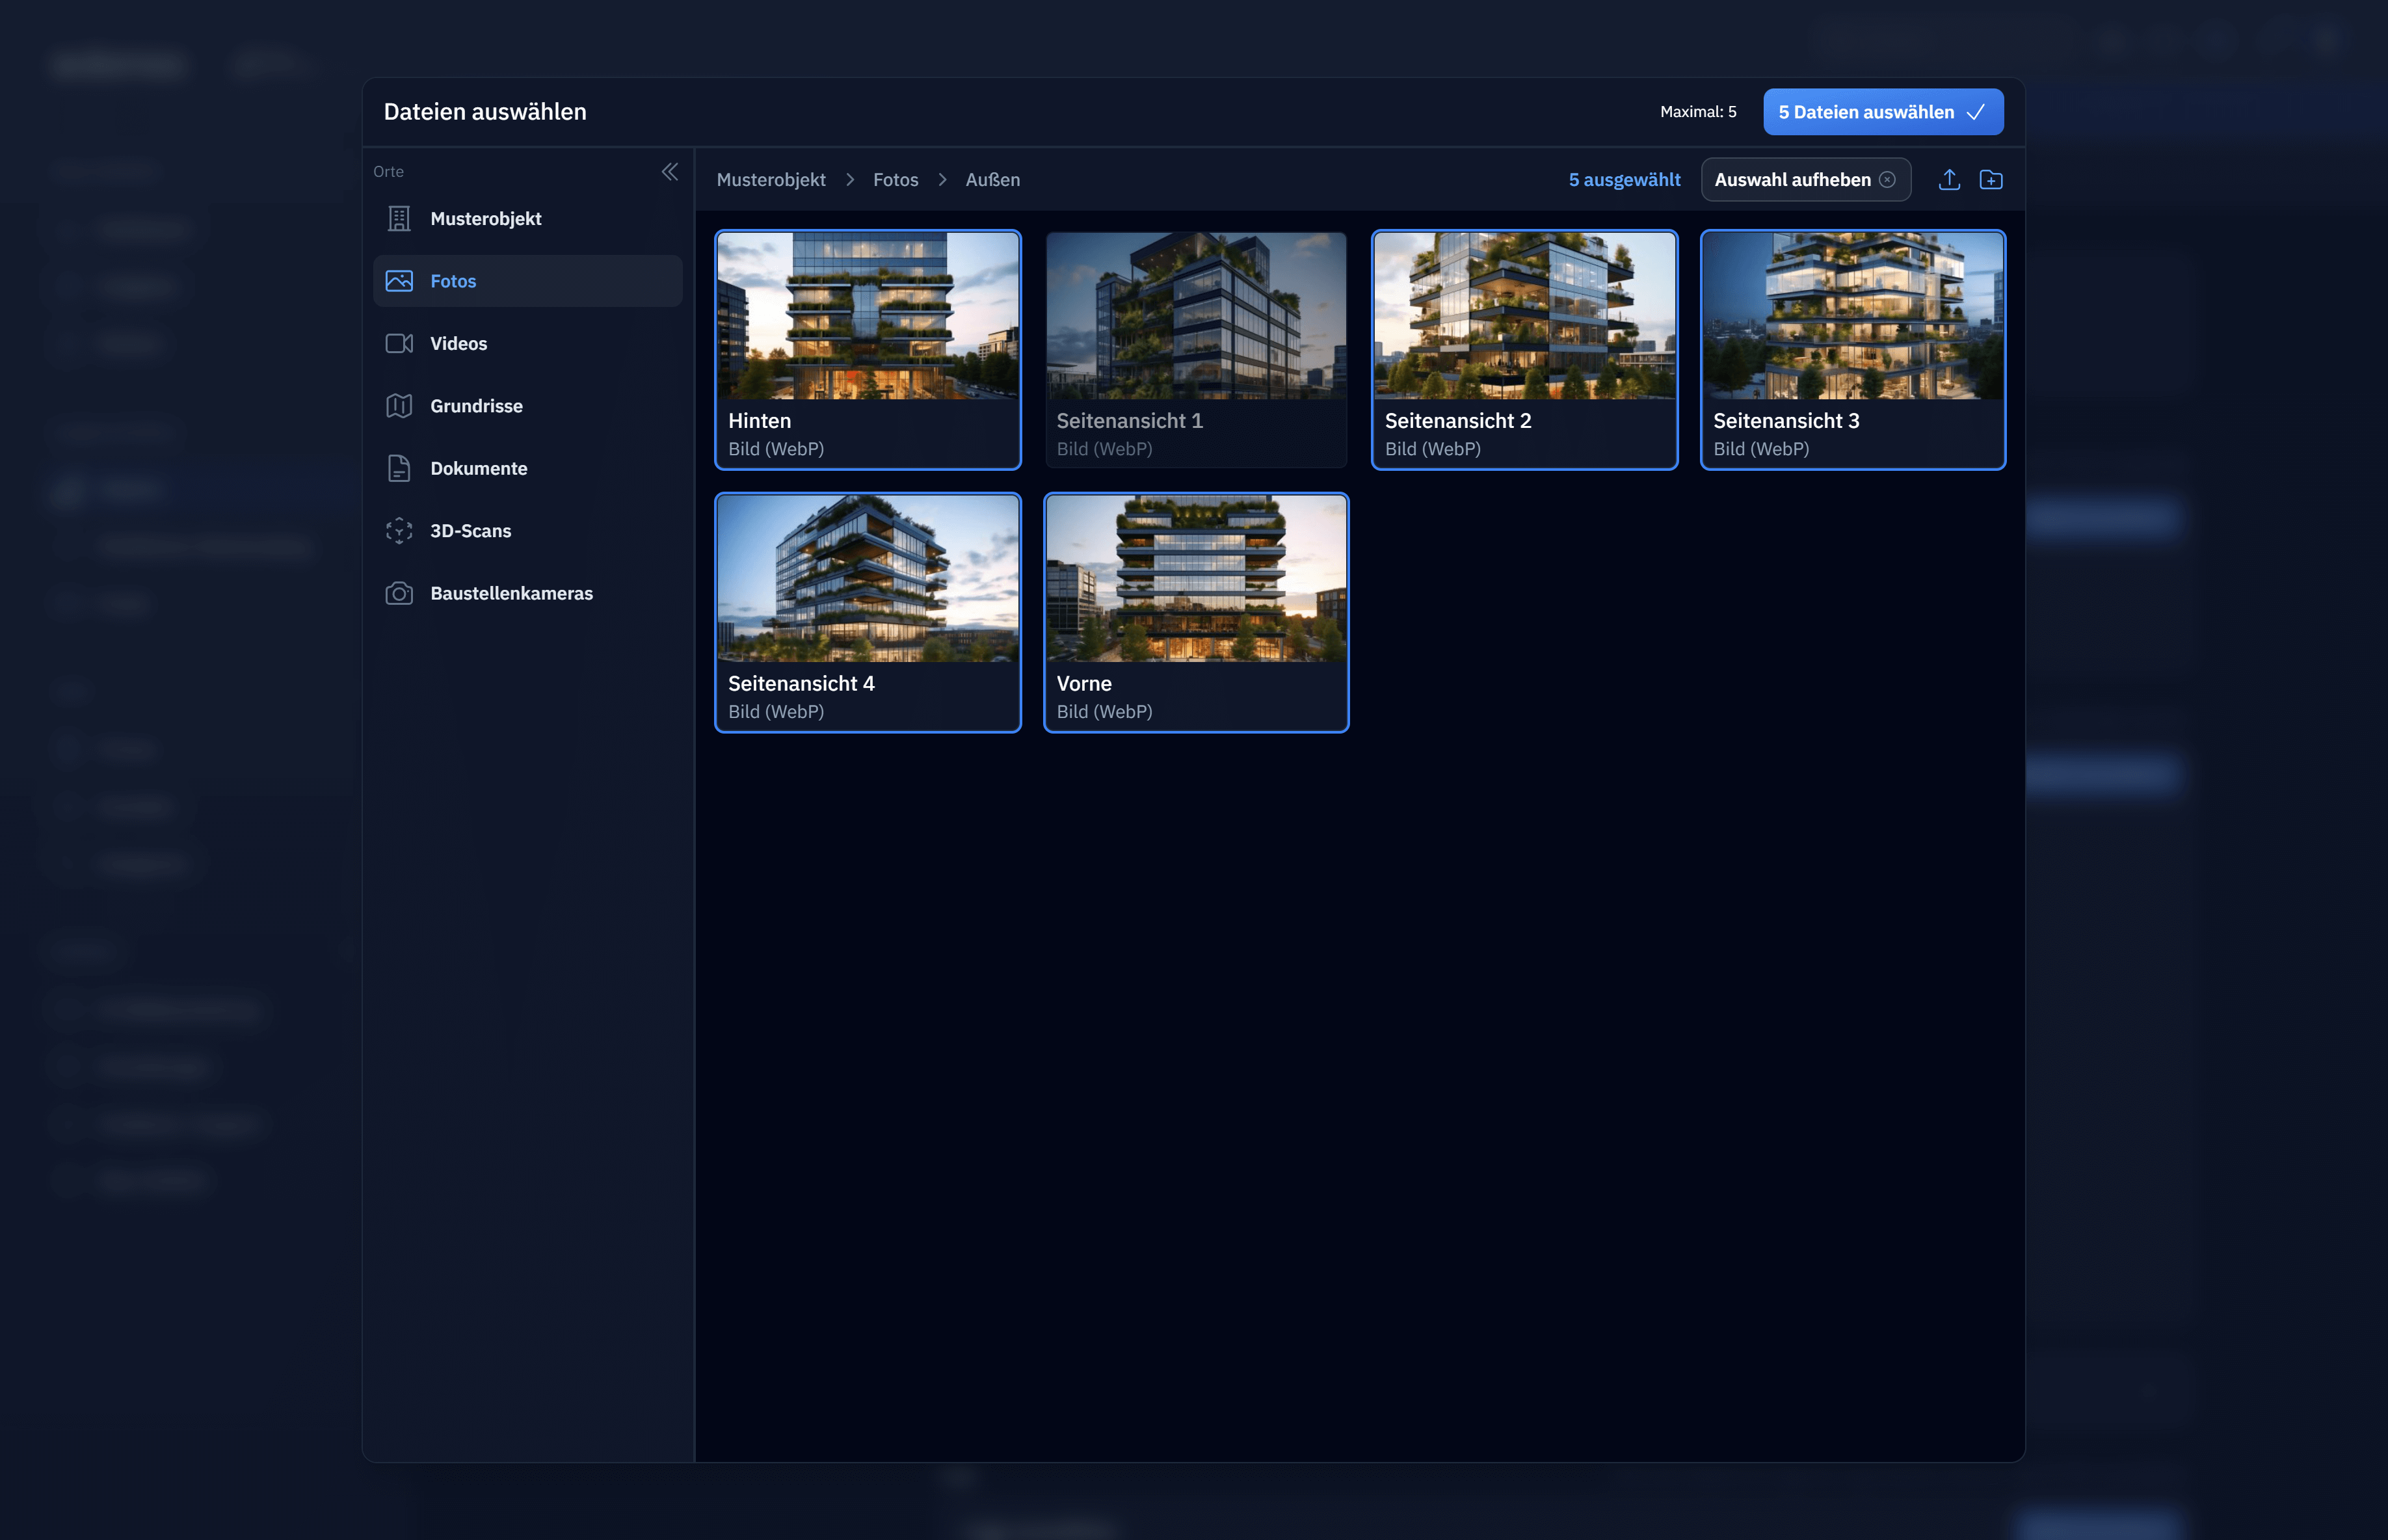 Dateien auswählen
Maximal: 5
5 Dateien auswählen
Orte
Musterobjekt
Fotos
Videos
Grundrisse
Dokumente
3D-Scans
Baustellenkameras
Musterobjekt > Fotos > Außen
5 ausgewählt
Auswahl aufheben
Hinten
Bild (WebP)
Seitenansicht 1
Bild (WebP)
Seitenansicht 2
Bild (WebP)
Seitenansicht 3
Bild (WebP)
Seitenansicht 4
Bild (WebP)
Vorne
Bild (WebP)